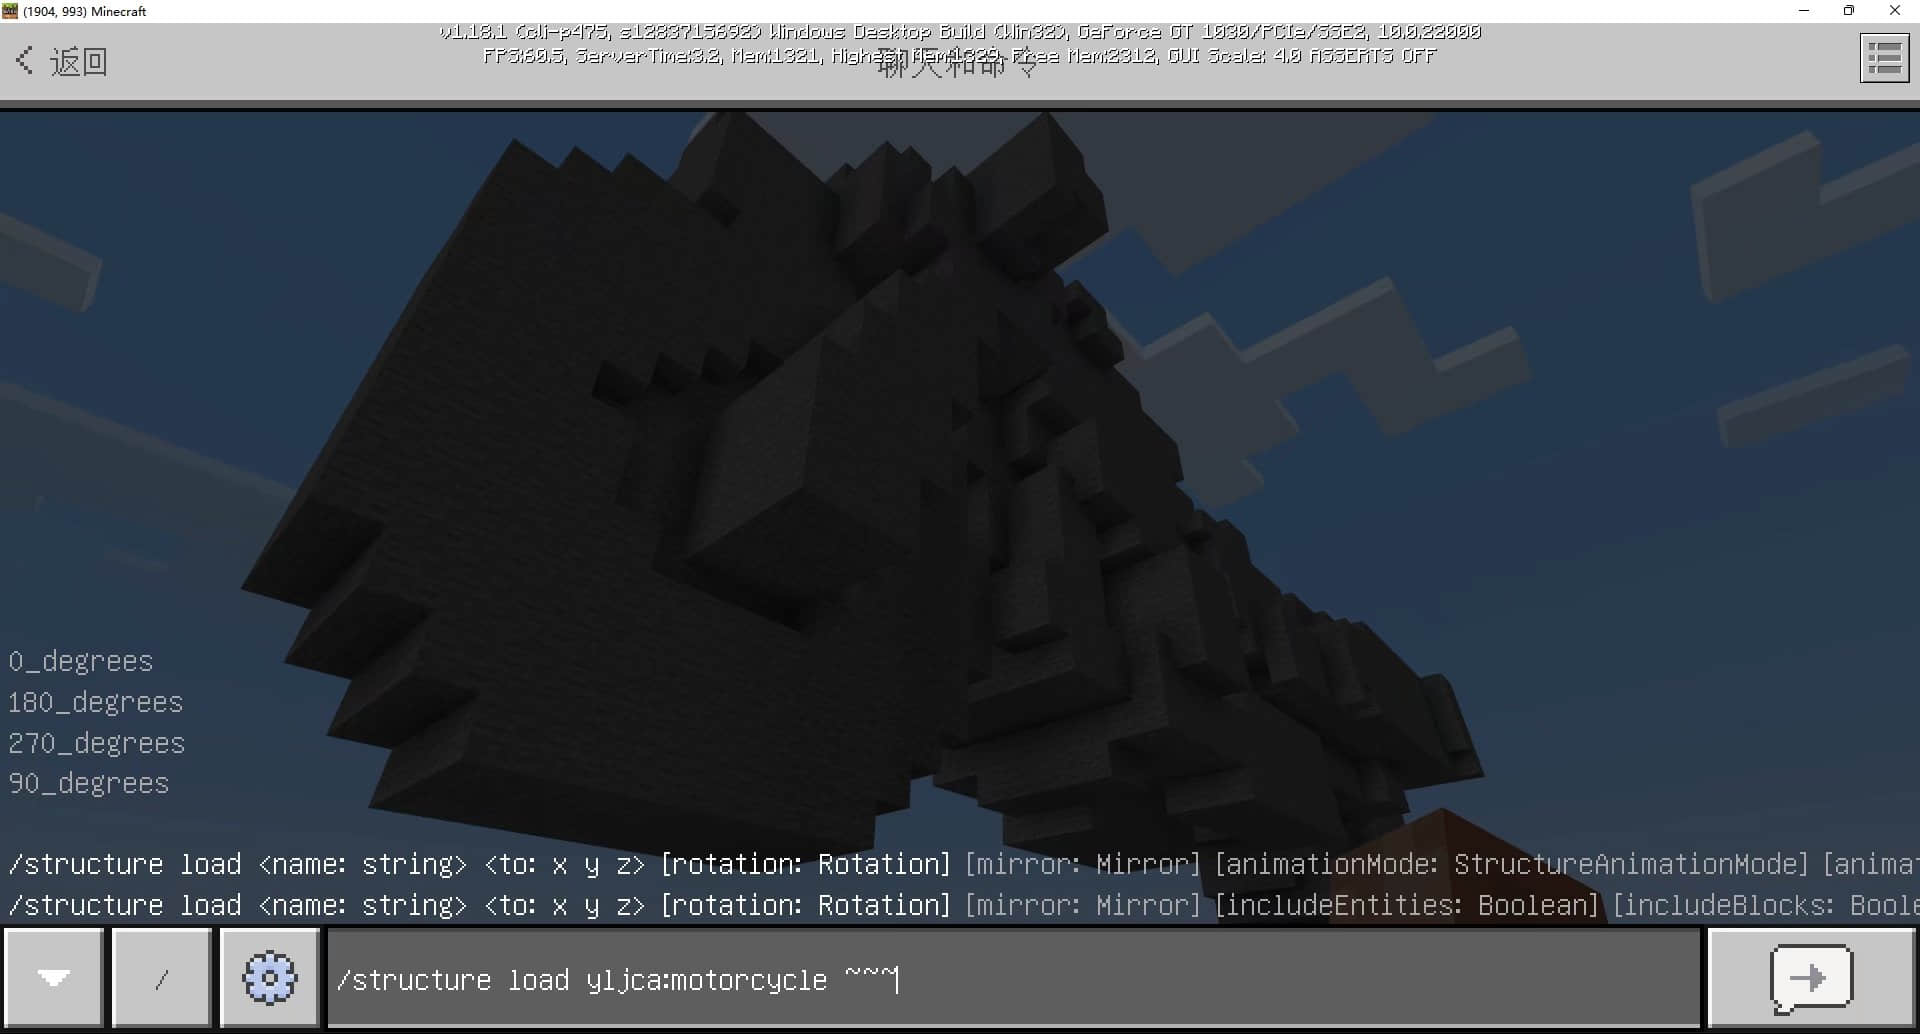 (1904, 993) Minecraft
v1.18.1 (cli-p475, s1283715692) Windows Desktop Build (Win32), GeForce GT 1030/PCIe/SSE2, 10.0.22000
FPS:60.5, ServerTime:3.2, Mem:1321, Highest Mem:1329, Free Mem:2312, GUI Scale: 4.0 ASSERTS OFF
返回
聊天和命令
0_degrees
180_degrees
270_degrees
90_degrees
/structure load <name: string> <to: x y z> [rotation: Rotation] [mirror: Mirror] [animationMode: StructureAnimationMode] [anima
/structure load <name: string> <to: x y z> [rotation: Rotation] [mirror: Mirror] [includeEntities: Boolean] [includeBlocks: Boole
/
/structure load yljca:motorcycle ~~~